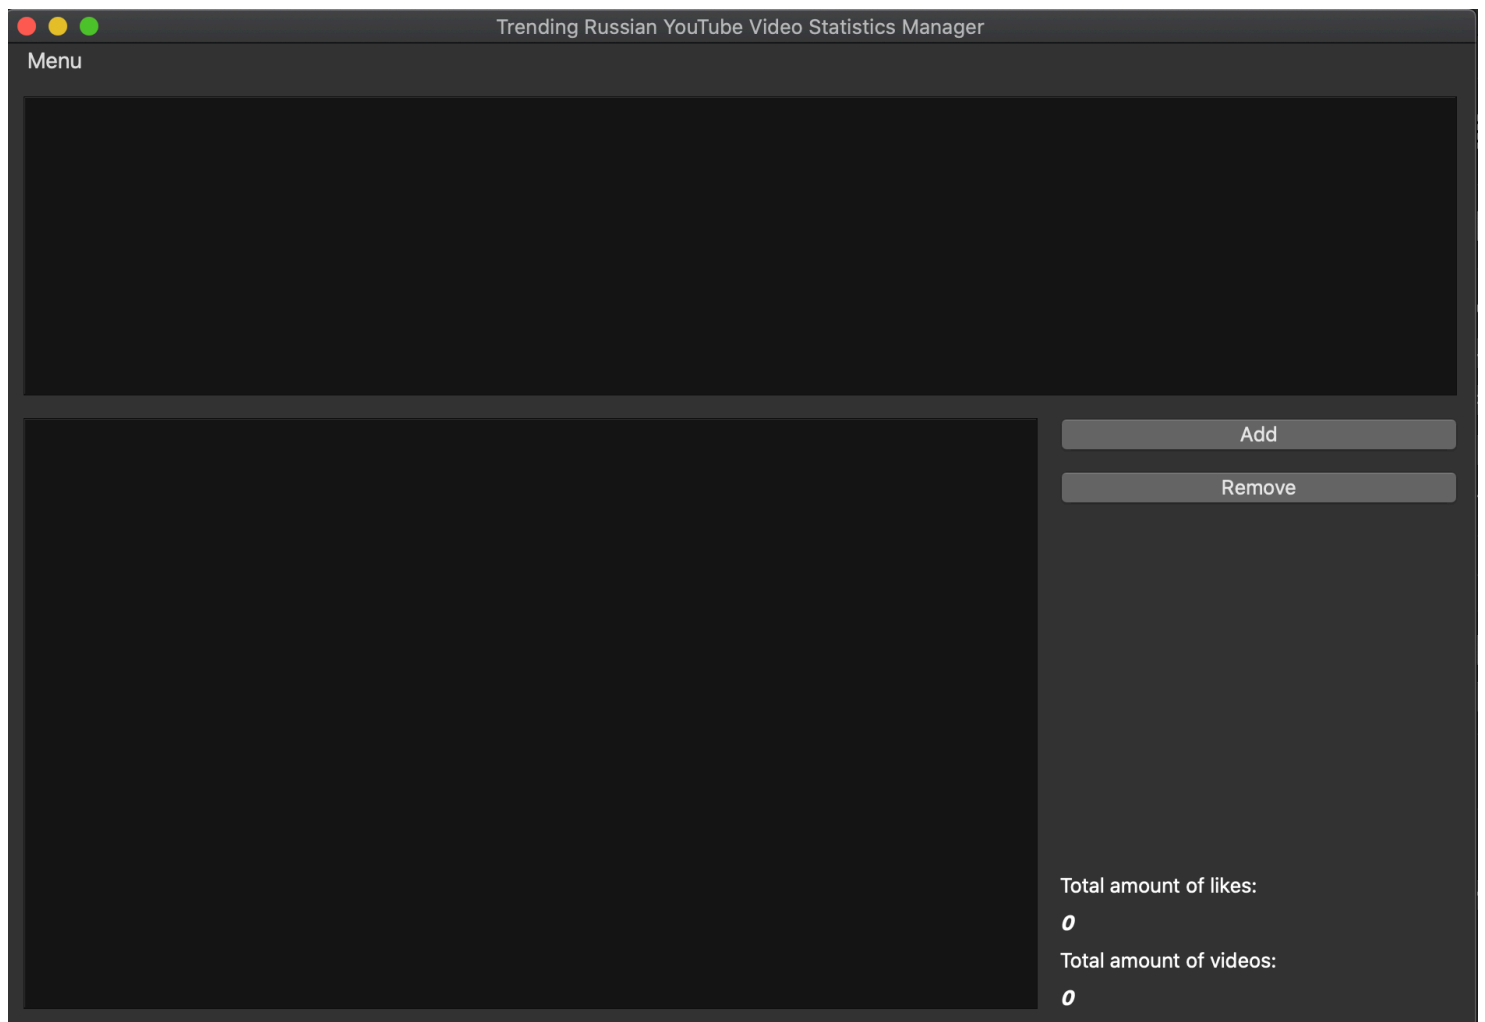 Trending Russian YouTube Video Statistics Manager
Menu
Add
Remove
Total amount of likes:
0
Total amount of videos:
0